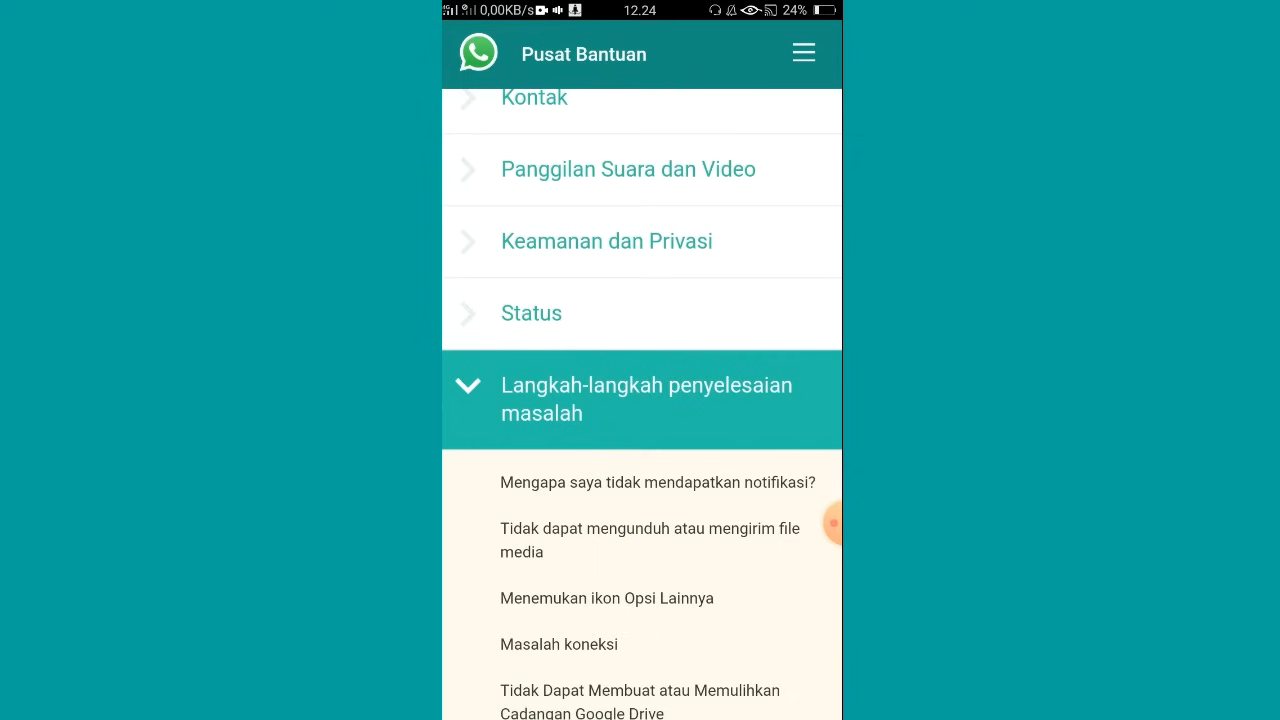 0,00KB/s 12.24 24%
Pusat Bantuan
Kontak
Panggilan Suara dan Video
Keamanan dan Privasi
Status
Langkah-langkah penyelesaian
masalah
Mengapa saya tidak mendapatkan notifikasi?
Tidak dapat mengunduh atau mengirim file
media
Menemukan ikon Opsi Lainnya
Masalah koneksi
Tidak Dapat Membuat atau Memulihkan
Cadangan Google Drive